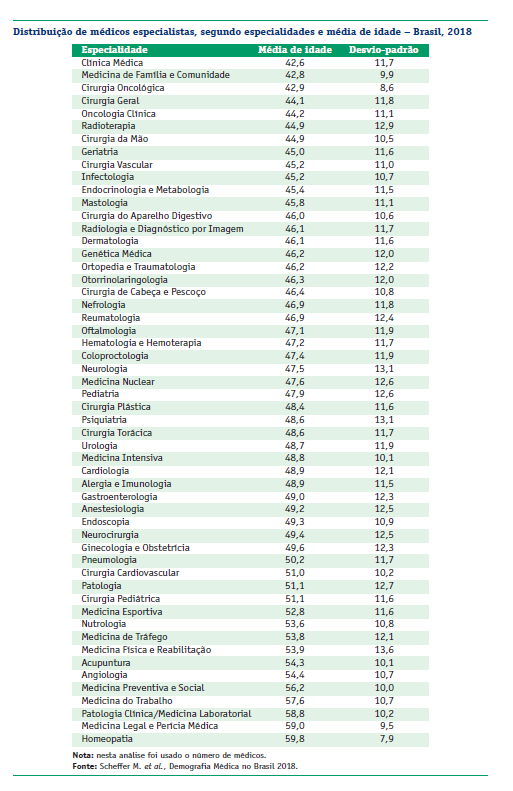 Distribuição de médicos especialistas, segundo especialidades e média de idade – Brasil, 2018
Especialidade Média de idade Desvio-padrão
Clínica Médica 42,6 11,7
Medicina de Família e Comunidade 42,8 9,9
Cirurgia Oncológica 42,9 8,6
Cirurgia Geral 44,1 11,8
Oncologia Clínica 44,2 11,1
Radioterapia 44,9 12,9
Cirurgia da Mão 44,9 10,5
Geriatria 45,0 11,6
Cirurgia Vascular 45,2 11,0
Infectologia 45,2 10,7
Endocrinologia e Metabologia 45,4 11,5
Mastologia 45,8 11,1
Cirurgia do Aparelho Digestivo 46,0 10,6
Radiologia e Diagnóstico por Imagem 46,1 11,7
Dermatologia 46,1 11,6
Genética Médica 46,2 12,0
Ortopedia e Traumatologia 46,2 12,2
Otorrinolaringologia 46,3 12,0
Cirurgia de Cabeça e Pescoço 46,4 10,8
Nefrologia 46,9 11,8
Reumatologia 46,9 12,4
Oftalmologia 47,1 11,9
Hematologia e Hemoterapia 47,2 11,7
Coloproctologia 47,4 11,9
Neurologia 47,5 13,1
Medicina Nuclear 47,6 12,6
Pediatria 47,9 12,6
Cirurgia Plástica 48,4 11,6
Psiquiatria 48,6 13,1
Cirurgia Torácica 48,6 11,7
Urologia 48,7 11,9
Medicina Intensiva 48,8 10,1
Cardiologia 48,9 12,1
Alergia e Imunologia 48,9 11,5
Gastroenterologia 49,0 12,3
Anestesiologia 49,2 12,5
Endoscopia 49,3 10,9
Neurocirurgia 49,4 12,5
Ginecologia e Obstetrícia 49,6 12,3
Pneumologia 50,2 11,7
Cirurgia Cardiovascular 51,0 10,2
Patologia 51,1 12,7
Cirurgia Pediátrica 51,1 11,6
Medicina Esportiva 52,8 11,6
Nutrologia 53,6 10,8
Medicina de Tráfego 53,8 12,1
Medicina Física e Reabilitação 53,9 13,6
Acupuntura 54,3 10,1
Angiologia 54,4 10,7
Medicina Preventiva e Social 56,2 10,0
Medicina do Trabalho 57,6 10,7
Patologia Clínica/Medicina Laboratorial 58,8 10,2
Medicina Legal e Perícia Médica 59,0 9,5
Homeopatia 59,8 7,9
Nota: nesta análise foi usado o número de médicos.
Fonte: Scheffer M. et al., Demografia Médica no Brasil 2018.